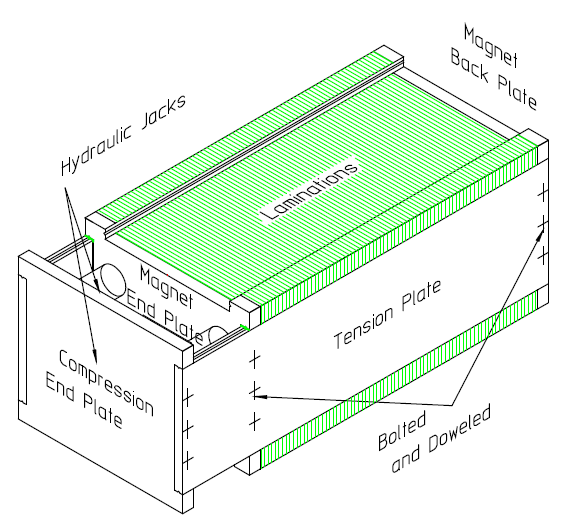 Magnet
Back Plate
Hydraulic Jacks
Laminations
Magnet
End Plate
Tension Plate
Compression
End Plate
Bolted
and Doweled